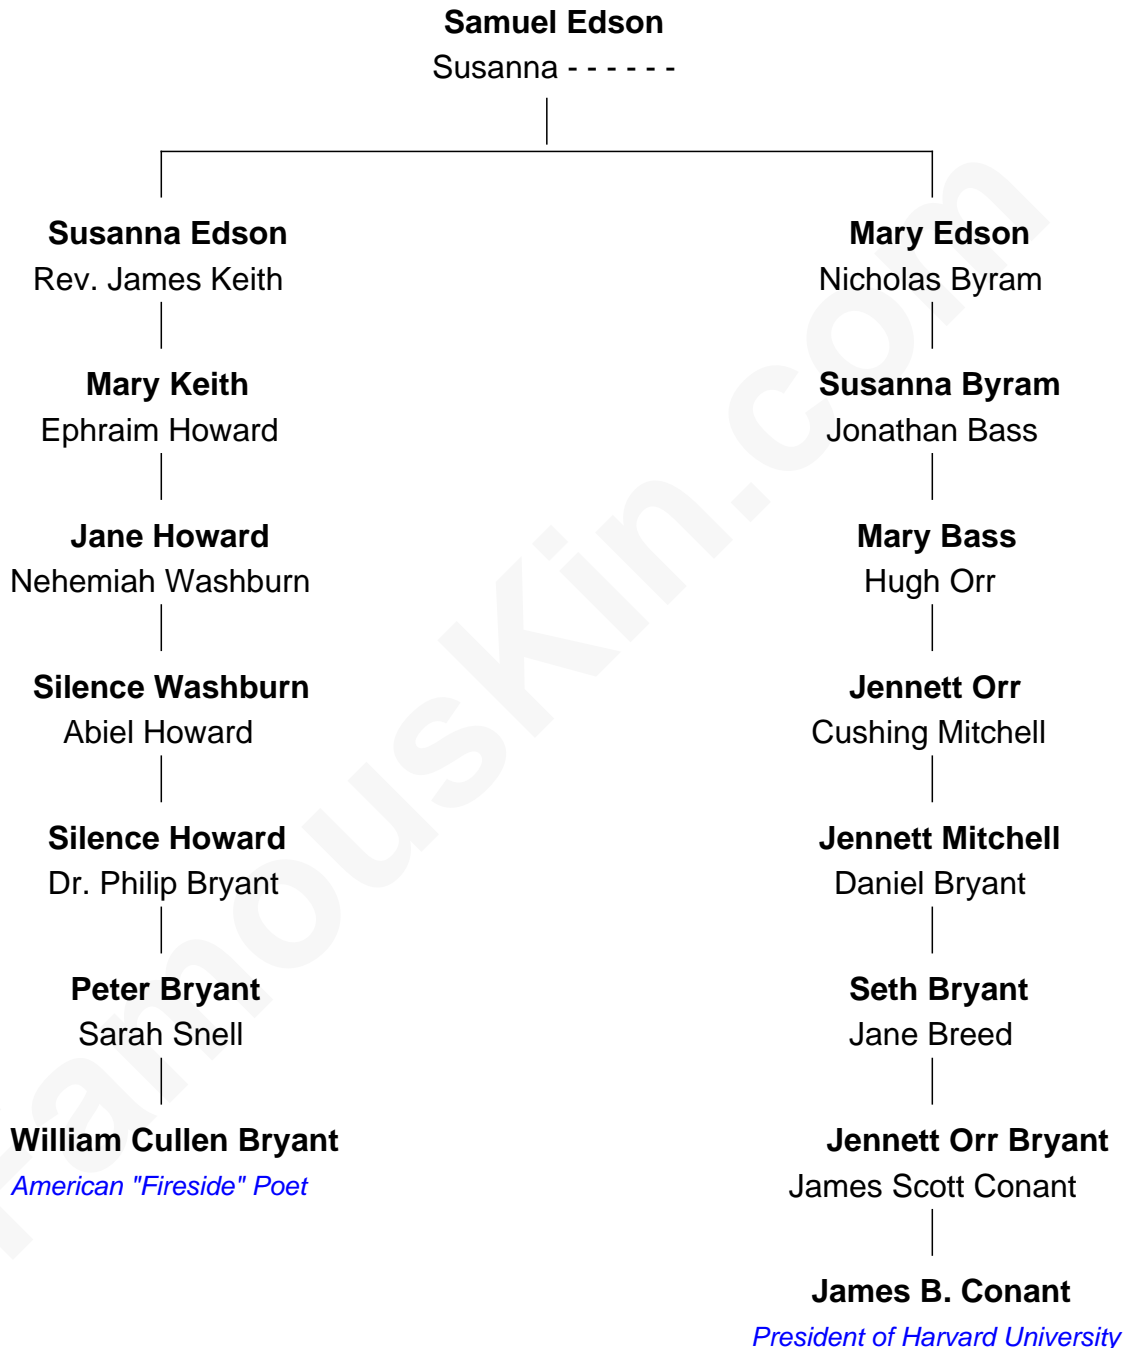 Samuel Edson
Susanna - - - - - -
Susanna Edson
Rev. James Keith
Mary Edson
Nicholas Byram
Mary Keith
Ephraim Howard
Susanna Byram
Jonathan Bass
Jane Howard
Nehemiah Washburn
Mary Bass
Hugh Orr
Silence Washburn
Abiel Howard
Jennett Orr
Cushing Mitchell
Silence Howard
Dr. Philip Bryant
Jennett Mitchell
Daniel Bryant
Peter Bryant
Sarah Snell
Seth Bryant
Jane Breed
William Cullen Bryant
American "Fireside" Poet
Jennett Orr Bryant
James Scott Conant
James B. Conant
President of Harvard University
FamousKin.com